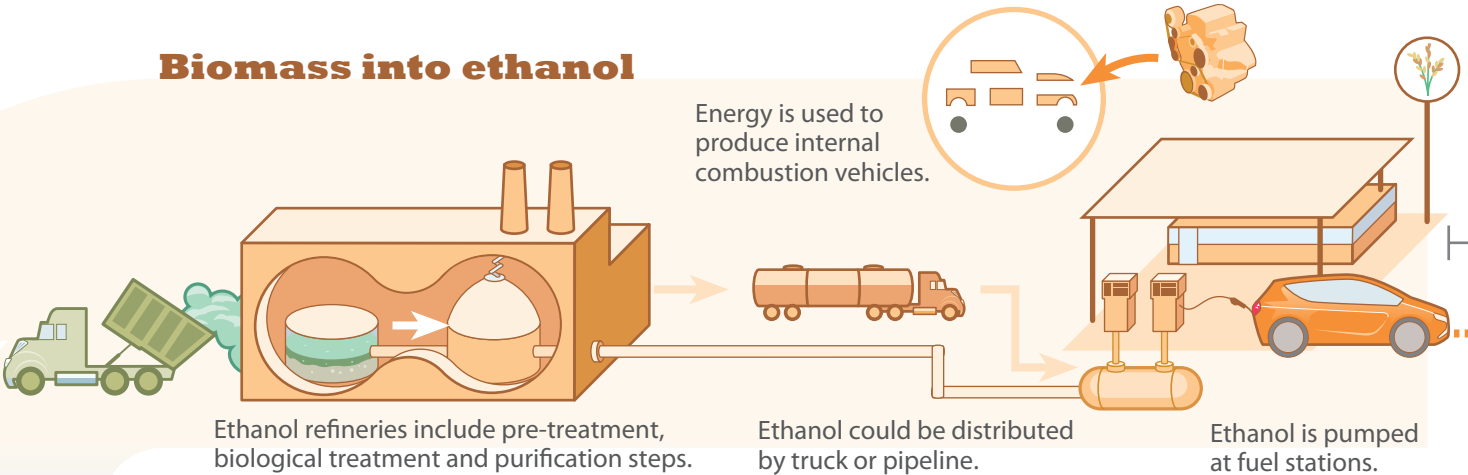 Biomass into ethanol
Energy is used to
produce internal
combustion vehicles.
Ethanol refineries include pre-treatment,
biological treatment and purification steps.
Ethanol could be distributed
by truck or pipeline.
Ethanol is pumped
at fuel stations.